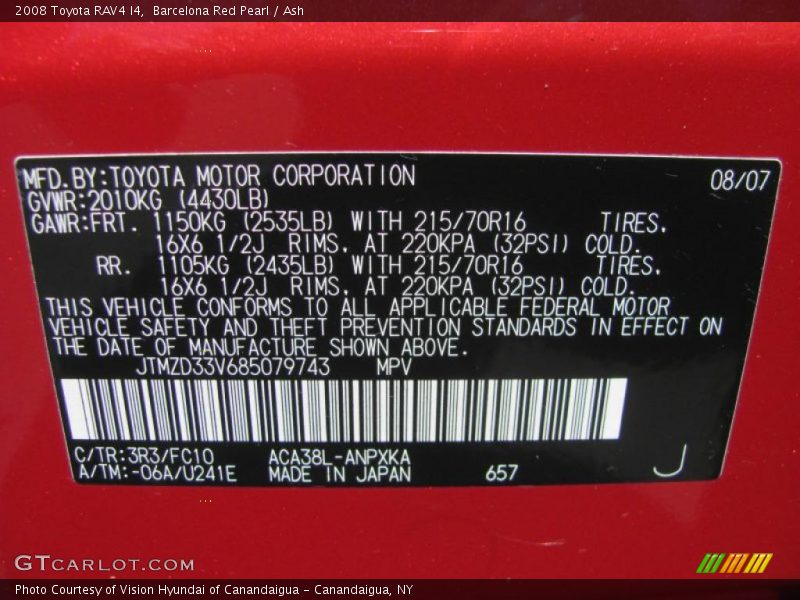 2008 Toyota RAV4 I4,  Barcelona Red Pearl / Ash
MFD.BY:TOYOTA MOTOR CORPORATION 08/07
GVWR:2010KG (4430LB)
GAWR:FRT. 1150KG (2535LB) WITH 215/70R16 TIRES.
16X6 1/2J RIMS. AT 220KPA (32PSI) COLD.
RR. 1105KG (2435LB) WITH 215/70R16 TIRES.
16X6 1/2J RIMS. AT 220KPA (32PSI) COLD.
THIS VEHICLE CONFORMS TO ALL APPLICABLE FEDERAL MOTOR
VEHICLE SAFETY AND THEFT PREVENTION STANDARDS IN EFFECT ON
THE DATE OF MANUFACTURE SHOWN ABOVE.
JTMZD33V685079743 MPV
C/TR:3R3/FC10 ACA38L-ANPXKA
A/TM:-06A/U241E MADE IN JAPAN 657 J
GTCARLOT.COM
Photo Courtesy of Vision Hyundai of Canandaigua - Canandaigua, NY